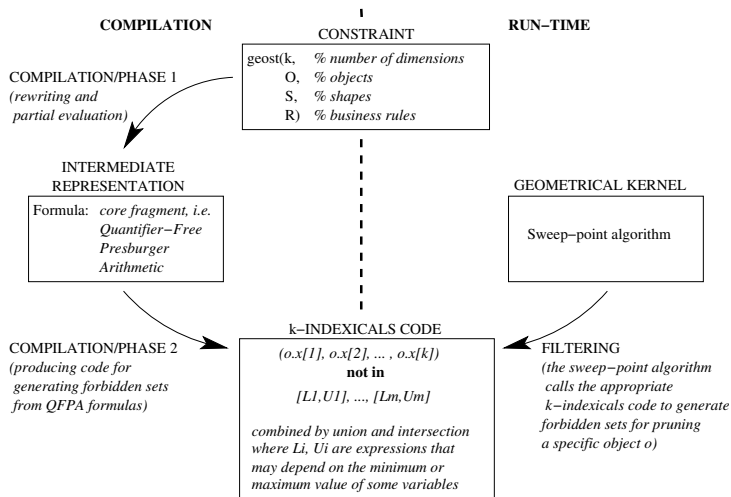 COMPILATION
RUN−TIME
CONSTRAINT
geost(k, % number of dimensions
O, % objects
S, % shapes
R) % business rules
COMPILATION/PHASE 1
(rewriting and
partial evaluation)
INTERMEDIATE
REPRESENTATION
Formula: core fragment, i.e.
Quantifier−Free
Presburger
Arithmetic
GEOMETRICAL KERNEL
Sweep−point algorithm
COMPILATION/PHASE 2
(producing code for
generating forbidden sets
from QFPA formulas)
k−INDEXICALS CODE
(o.x[1], o.x[2], ... , o.x[k])
not in
[L1,U1], ..., [Lm,Um]
combined by union and intersection
where Li, Ui are expressions that
may depend on the minimum or
maximum value of some variables
FILTERING
(the sweep−point algorithm
calls the appropriate
k−indexicals code to generate
forbidden sets for pruning
a specific object o)